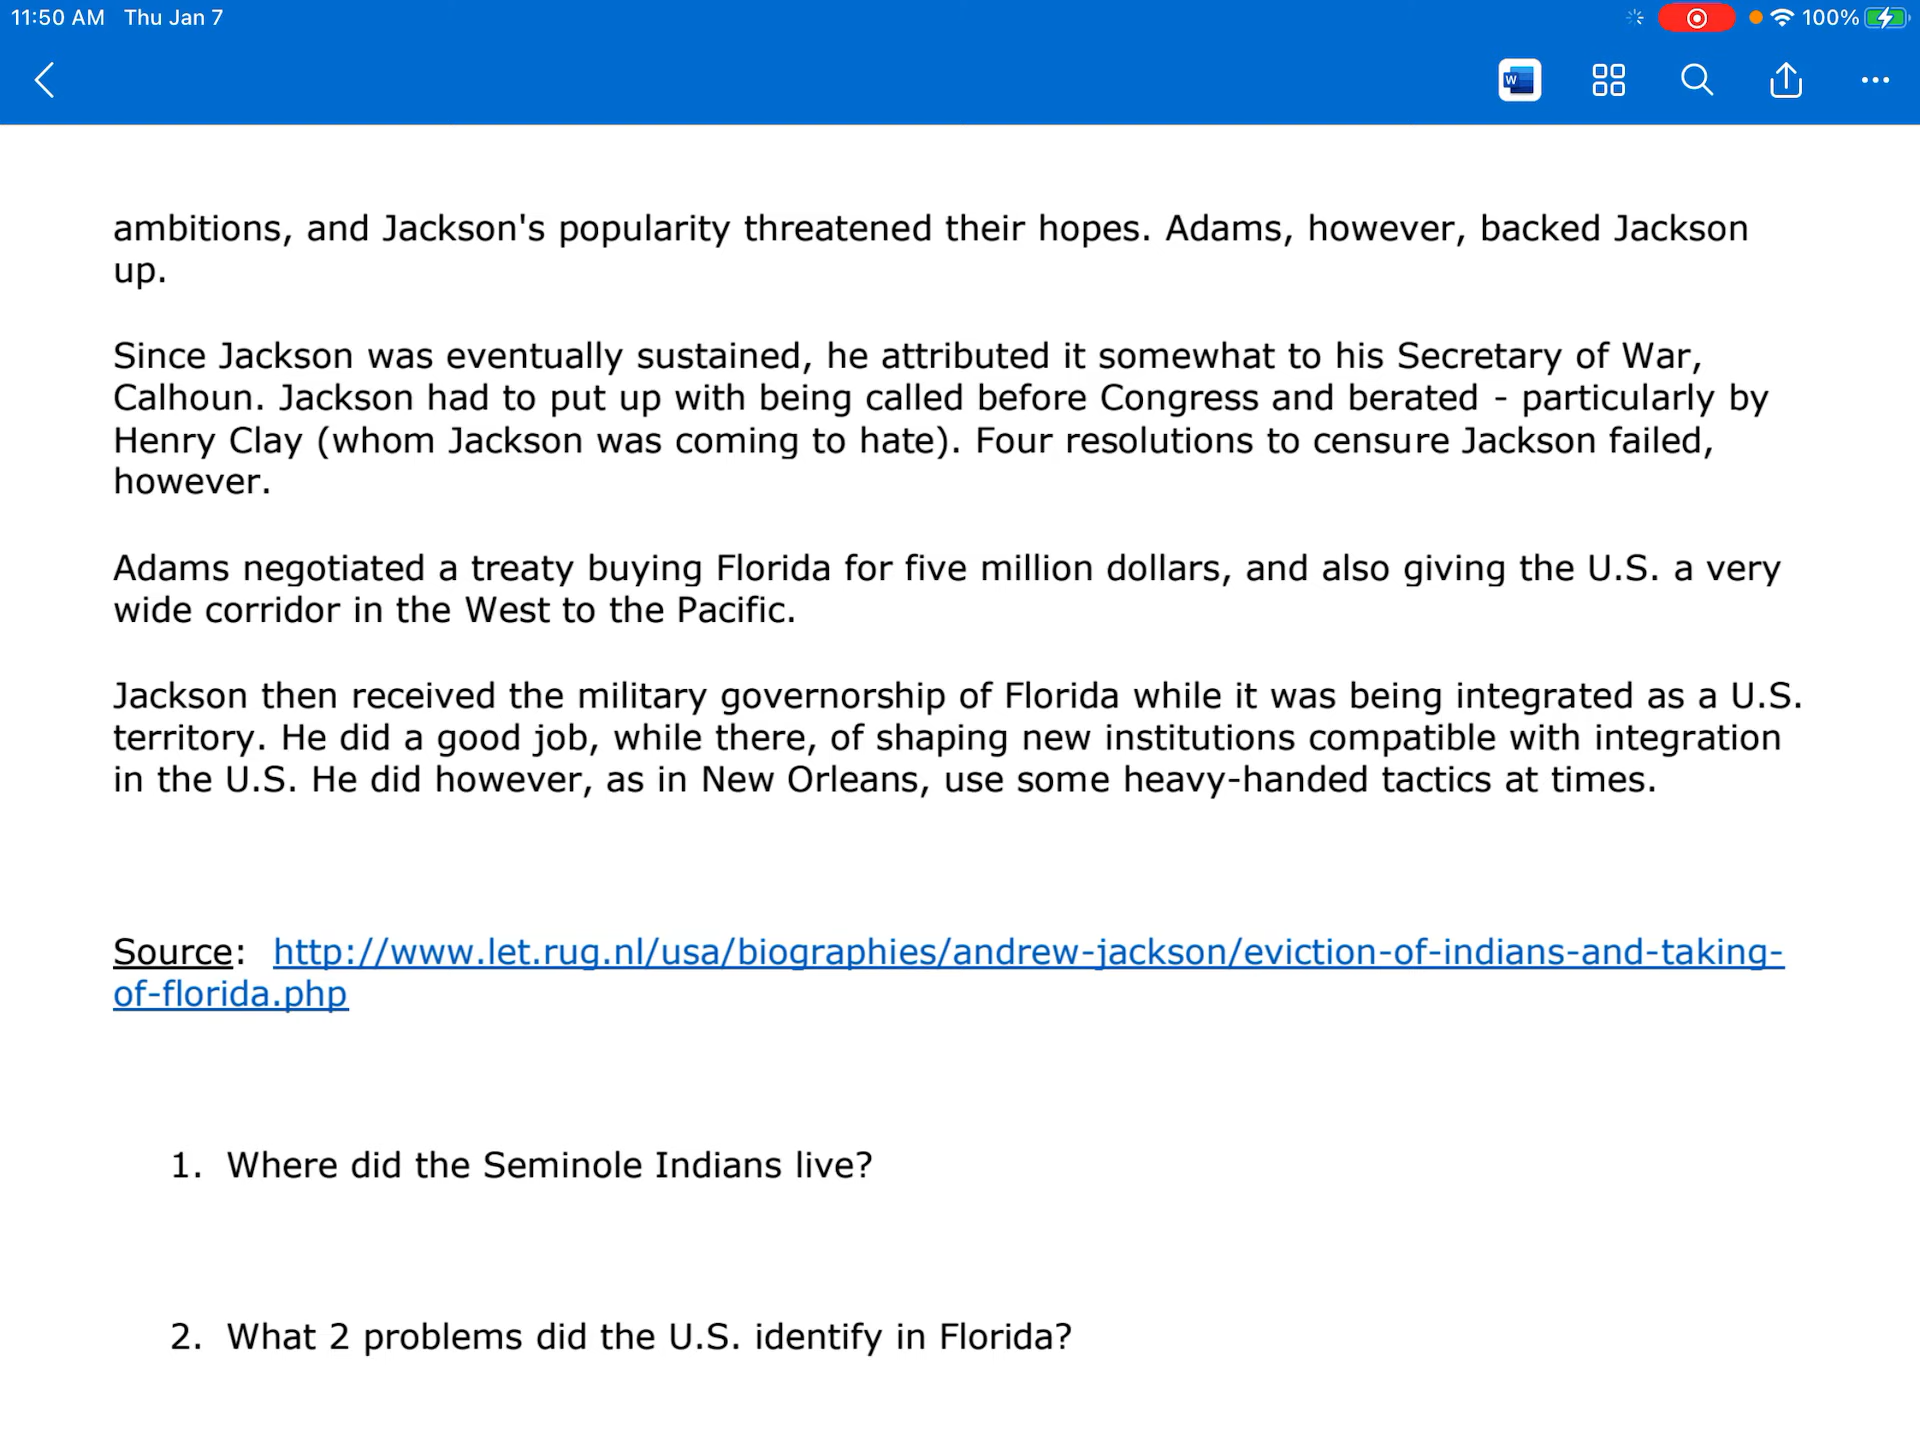 11:50 AM Thu Jan 7
100%
W
ambitions, and Jackson's popularity threatened their hopes. Adams, however, backed Jackson
up.
Since Jackson was eventually sustained, he attributed it somewhat to his Secretary of War,
Calhoun. Jackson had to put up with being called before Congress and berated - particularly by
Henry Clay (whom Jackson was coming to hate). Four resolutions to censure Jackson failed,
however.
Adams negotiated a treaty buying Florida for five million dollars, and also giving the U.S. a very
wide corridor in the West to the Pacific.
Jackson then received the military governorship of Florida while it was being integrated as a U.S.
territory. He did a good job, while there, of shaping new institutions compatible with integration
in the U.S. He did however, as in New Orleans, use some heavy-handed tactics at times.
Source: http://www.let.rug.nl/usa/biographies/andrew-jackson/eviction-of-indians-and-taking-
of-florida.php
1. Where did the Seminole Indians live?
2. What 2 problems did the U.S. identify in Florida?